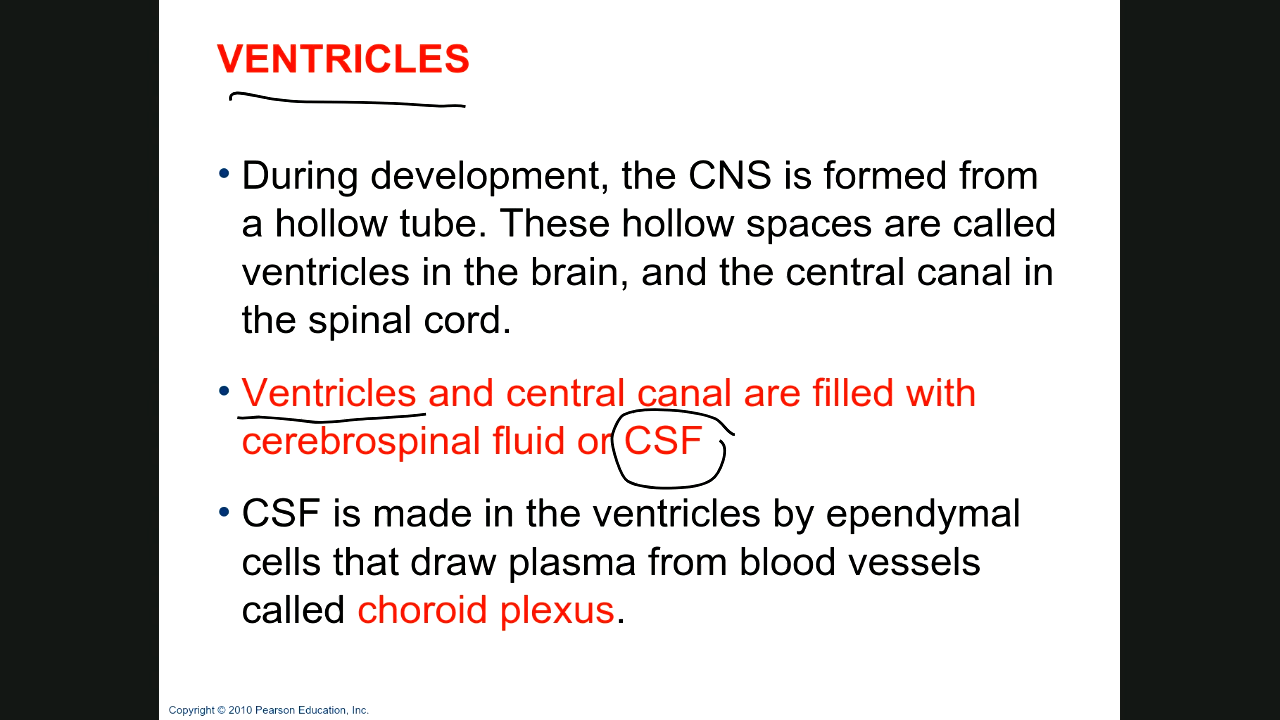 VENTRICLES
• During development, the CNS is formed from
a hollow tube. These hollow spaces are called
ventricles in the brain, and the central canal in
the spinal cord.
• Ventricles and central canal are filled with
cerebrospinal fluid or CSF
• CSF is made in the ventricles by ependymal
cells that draw plasma from blood vessels
called choroid plexus.
Copyright © 2010 Pearson Education, Inc.